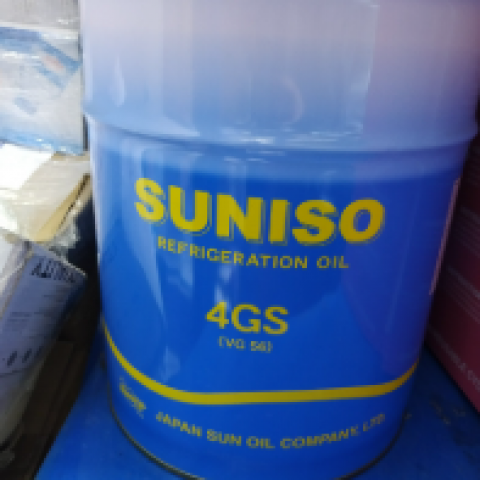 SUNISO
REFRIGERATION OIL
4GS
(VG 56)
JAPAN SUN OIL COMPANY, LTD.